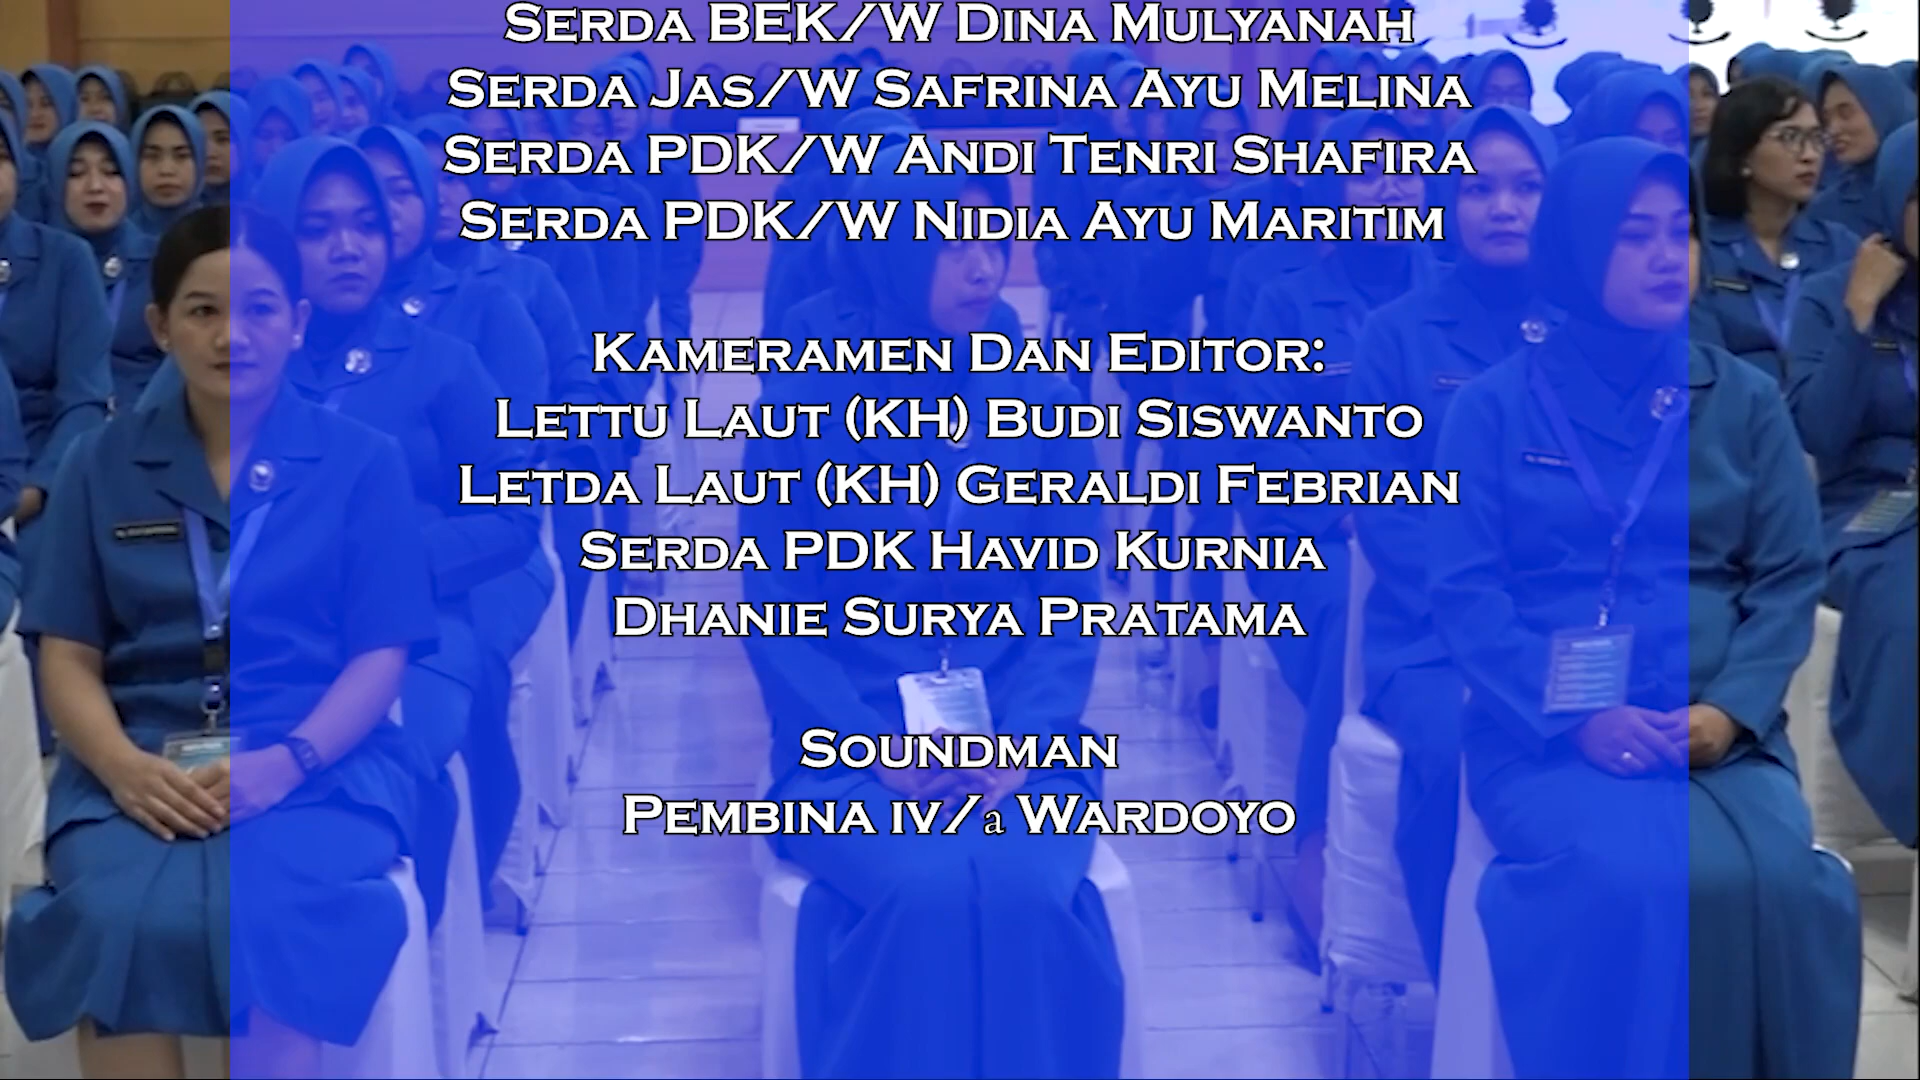 Serda BEK/W Dina Mulyanah
Serda Jas/W Safrina Ayu Melina
Serda PDK/W Andi Tenri Shafira
Serda PDK/W Nidia Ayu Maritim
Kameramen Dan Editor:
Lettu Laut (KH) Budi Siswanto
Letda Laut (KH) Geraldi Febrian
Serda PDK Havid Kurnia
Dhanie Surya Pratama
Soundman
Pembina iv/a Wardoyo